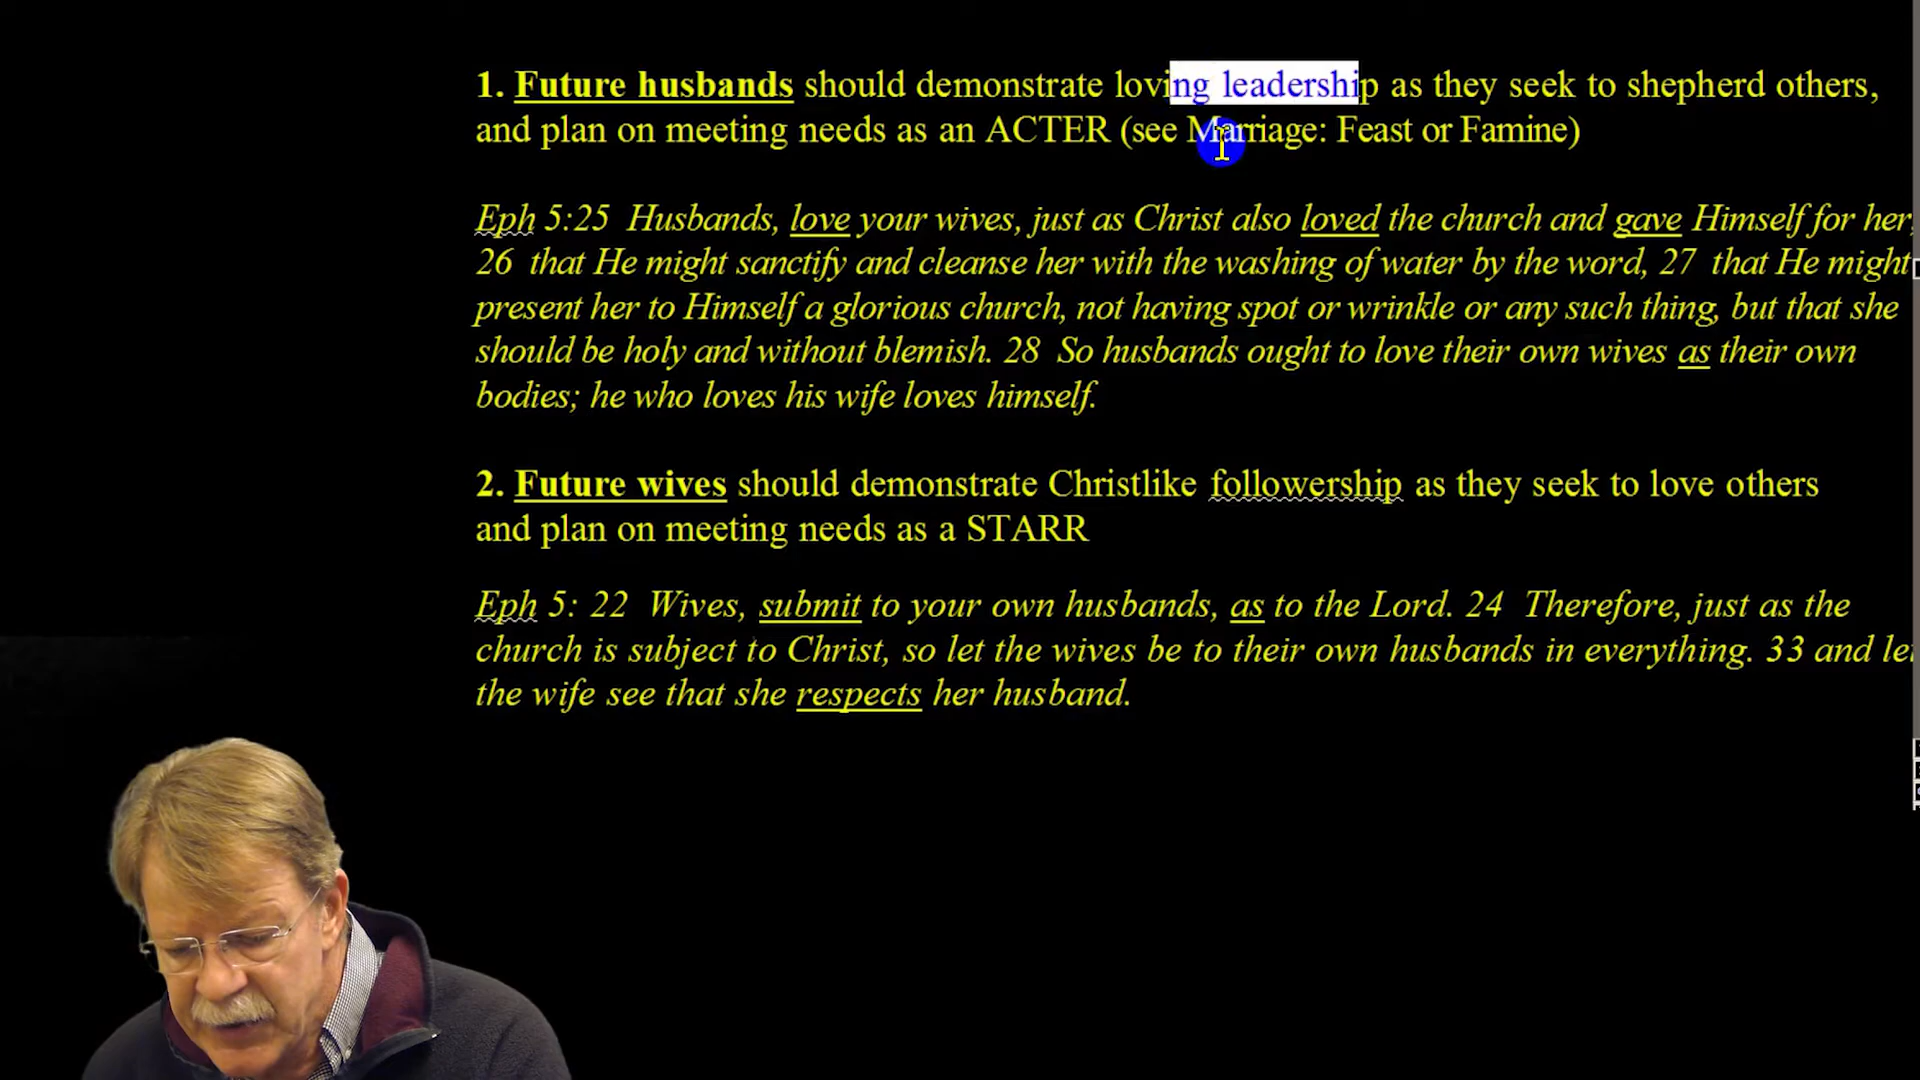 1. Future husbands should demonstrate loving leadership as they seek to shepherd others,
and plan on meeting needs as an ACTER (see Marriage: Feast or Famine)
Eph 5:25 Husbands, love your wives, just as Christ also loved the church and gave Himself for her,
26 that He might sanctify and cleanse her with the washing of water by the word, 27 that He might
present her to Himself a glorious church, not having spot or wrinkle or any such thing, but that she
should be holy and without blemish. 28 So husbands ought to love their own wives as their own
bodies; he who loves his wife loves himself.
2. Future wives should demonstrate Christlike followership as they seek to love others
and plan on meeting needs as a STARR
Eph 5: 22 Wives, submit to your own husbands, as to the Lord. 24 Therefore, just as the
church is subject to Christ, so let the wives be to their own husbands in everything. 33 and let
the wife see that she respects her husband.